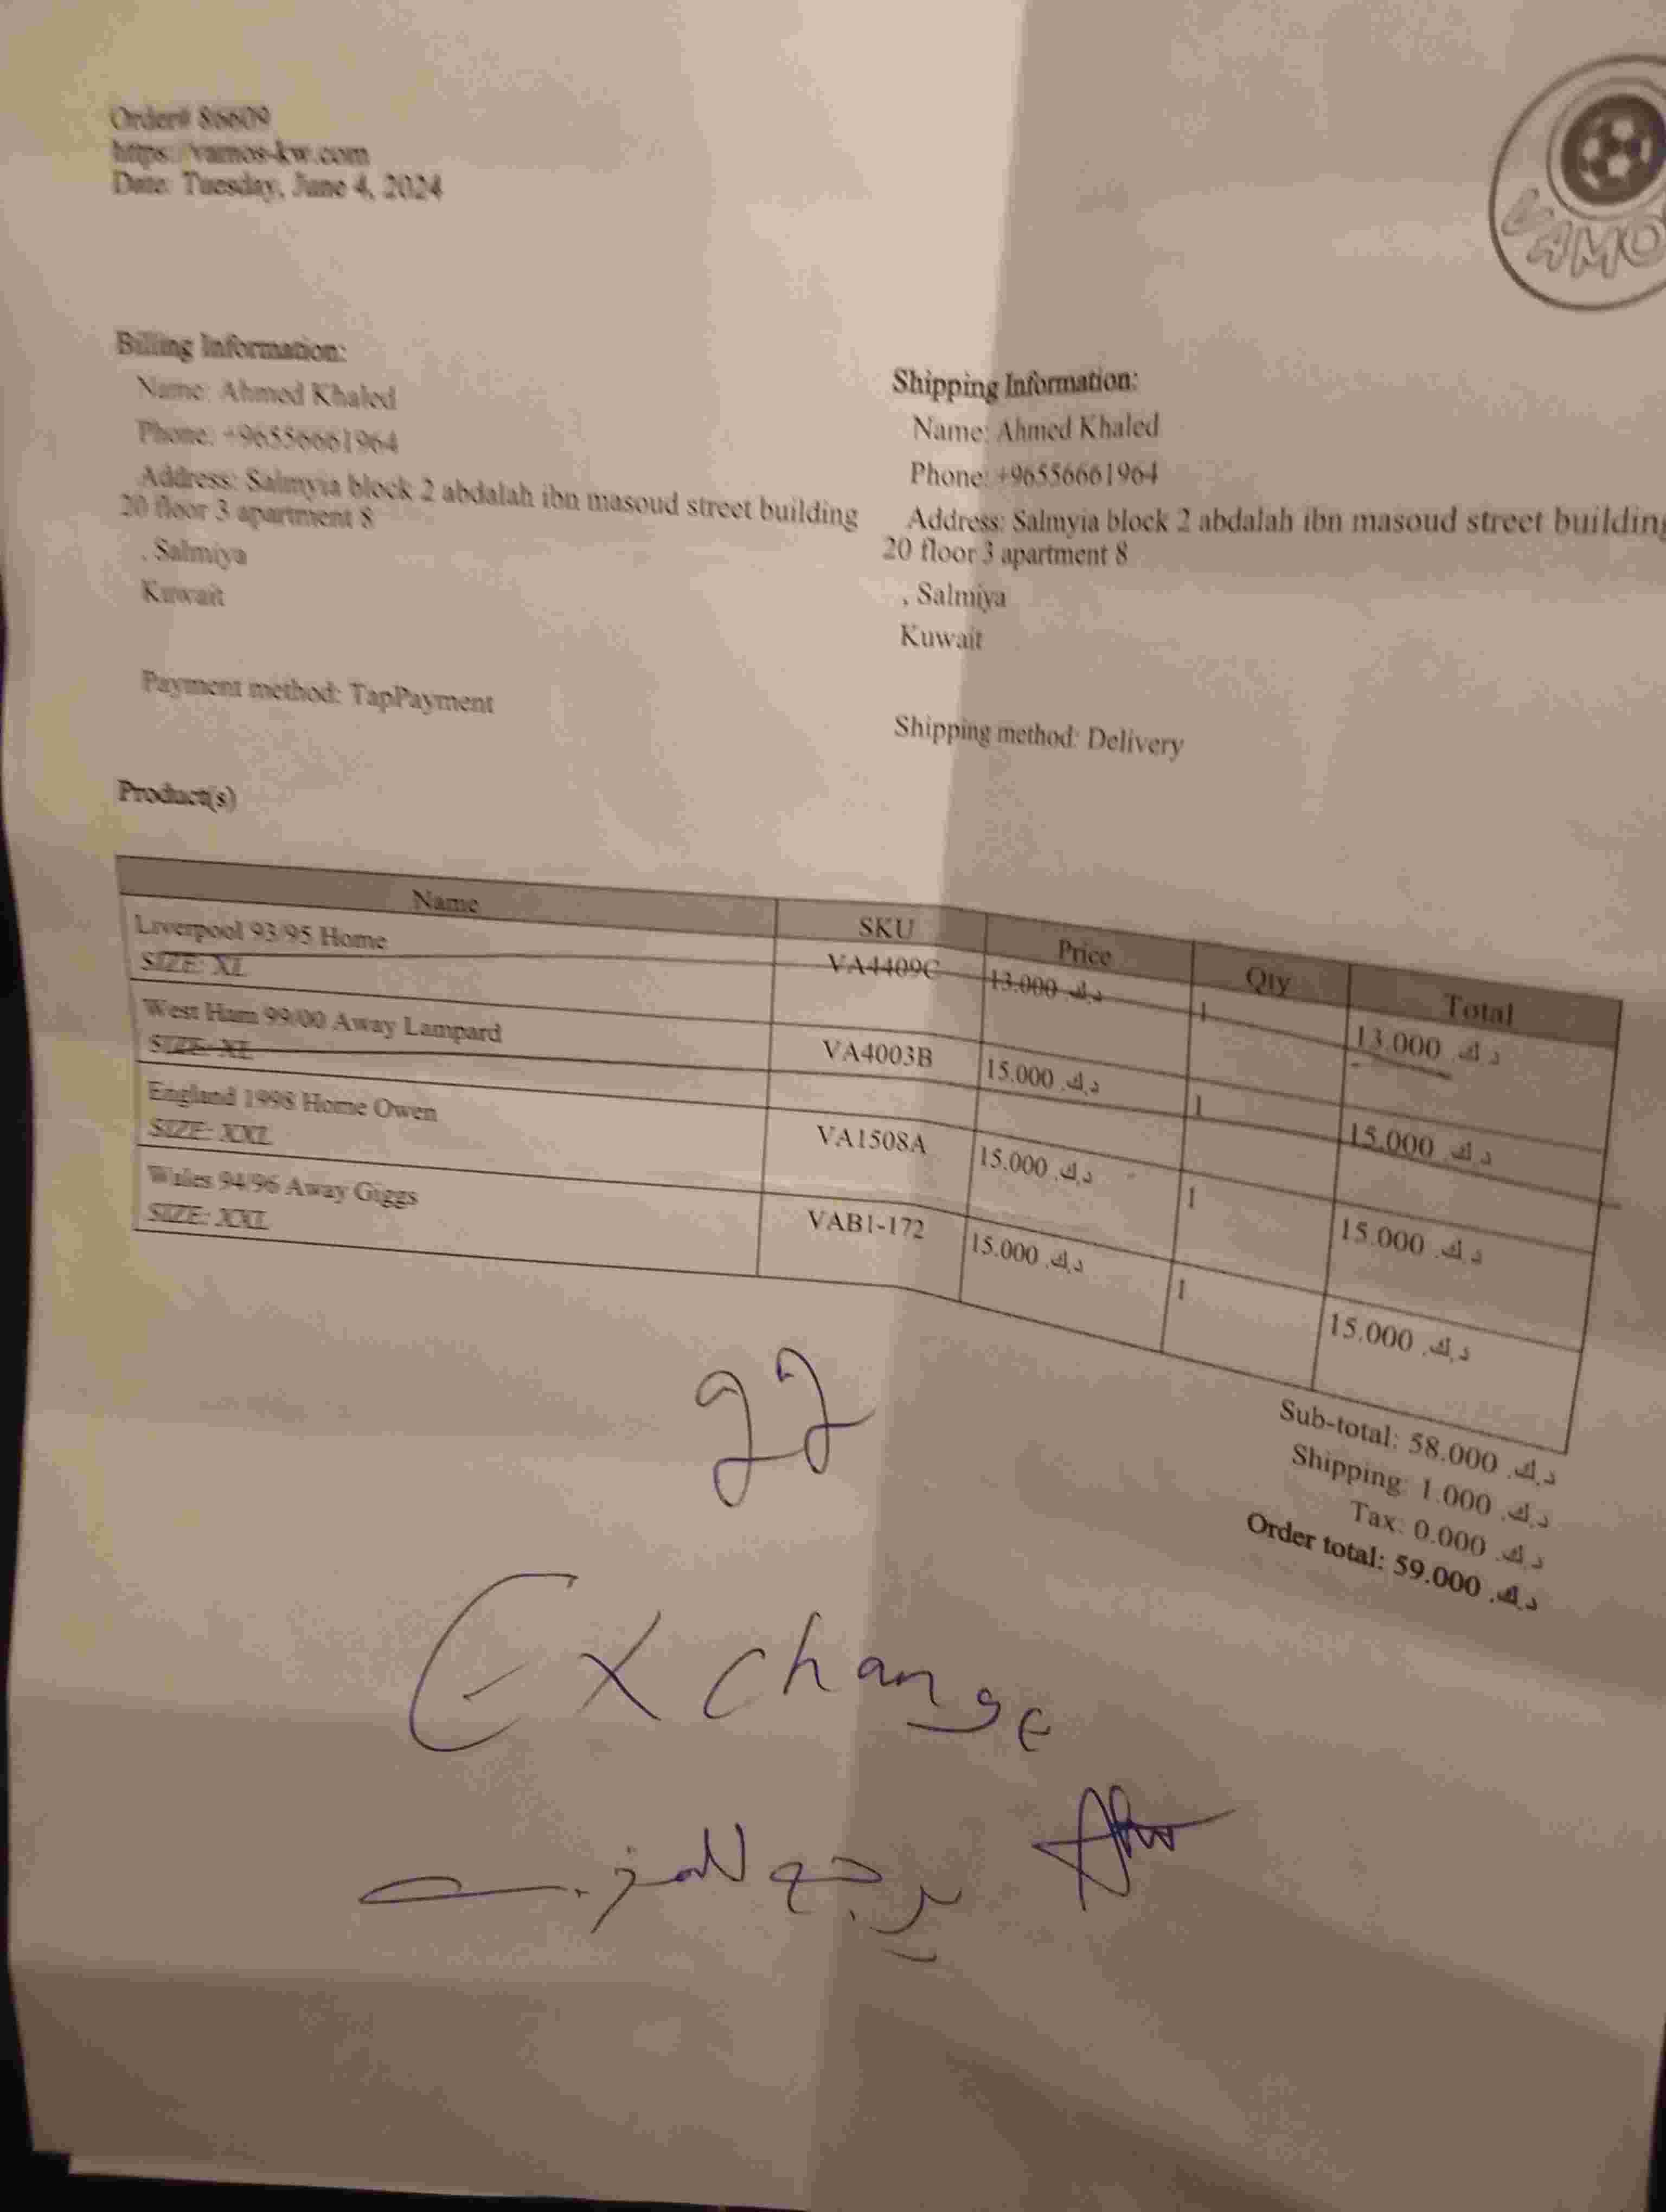 Order# 86609
https://vamos-kw.com
Date: Tuesday, June 4, 2024
VAMO
Billing Information:
Name: Ahmed Khaled
Phone: +96556661964
Address: Salmyia block 2 abdalah ibn masoud street building
20 floor 3 apartment 8
, Salmiya
Kuwait
Payment method: TapPayment
Shipping Information:
Name: Ahmed Khaled
Phone: +96556661964
Address: Salmyia block 2 abdalah ibn masoud street building
20 floor 3 apartment 8
, Salmiya
Kuwait
Shipping method: Delivery
Product(s)
Name SKU Price Qty Total
Liverpool 93/95 Home VA4409C 13.000 د.ك. 1 13.000 د.ك.
SIZE: XL
West Ham 99/00 Away Lampard VA4003B 15.000 د.ك. 1 15.000 د.ك.
SIZE: XL
England 1998 Home Owen VA1508A 15.000 د.ك. 1 15.000 د.ك.
SIZE: XXL
Wales 94/96 Away Giggs VAB1-172 15.000 د.ك. 1 15.000 د.ك.
SIZE: XXL
Sub-total: 58.000 د.ك.
Shipping: 1.000 د.ك.
Tax: 0.000 د.ك.
Order total: 59.000 د.ك.
Exchange
يرجع للمخزن